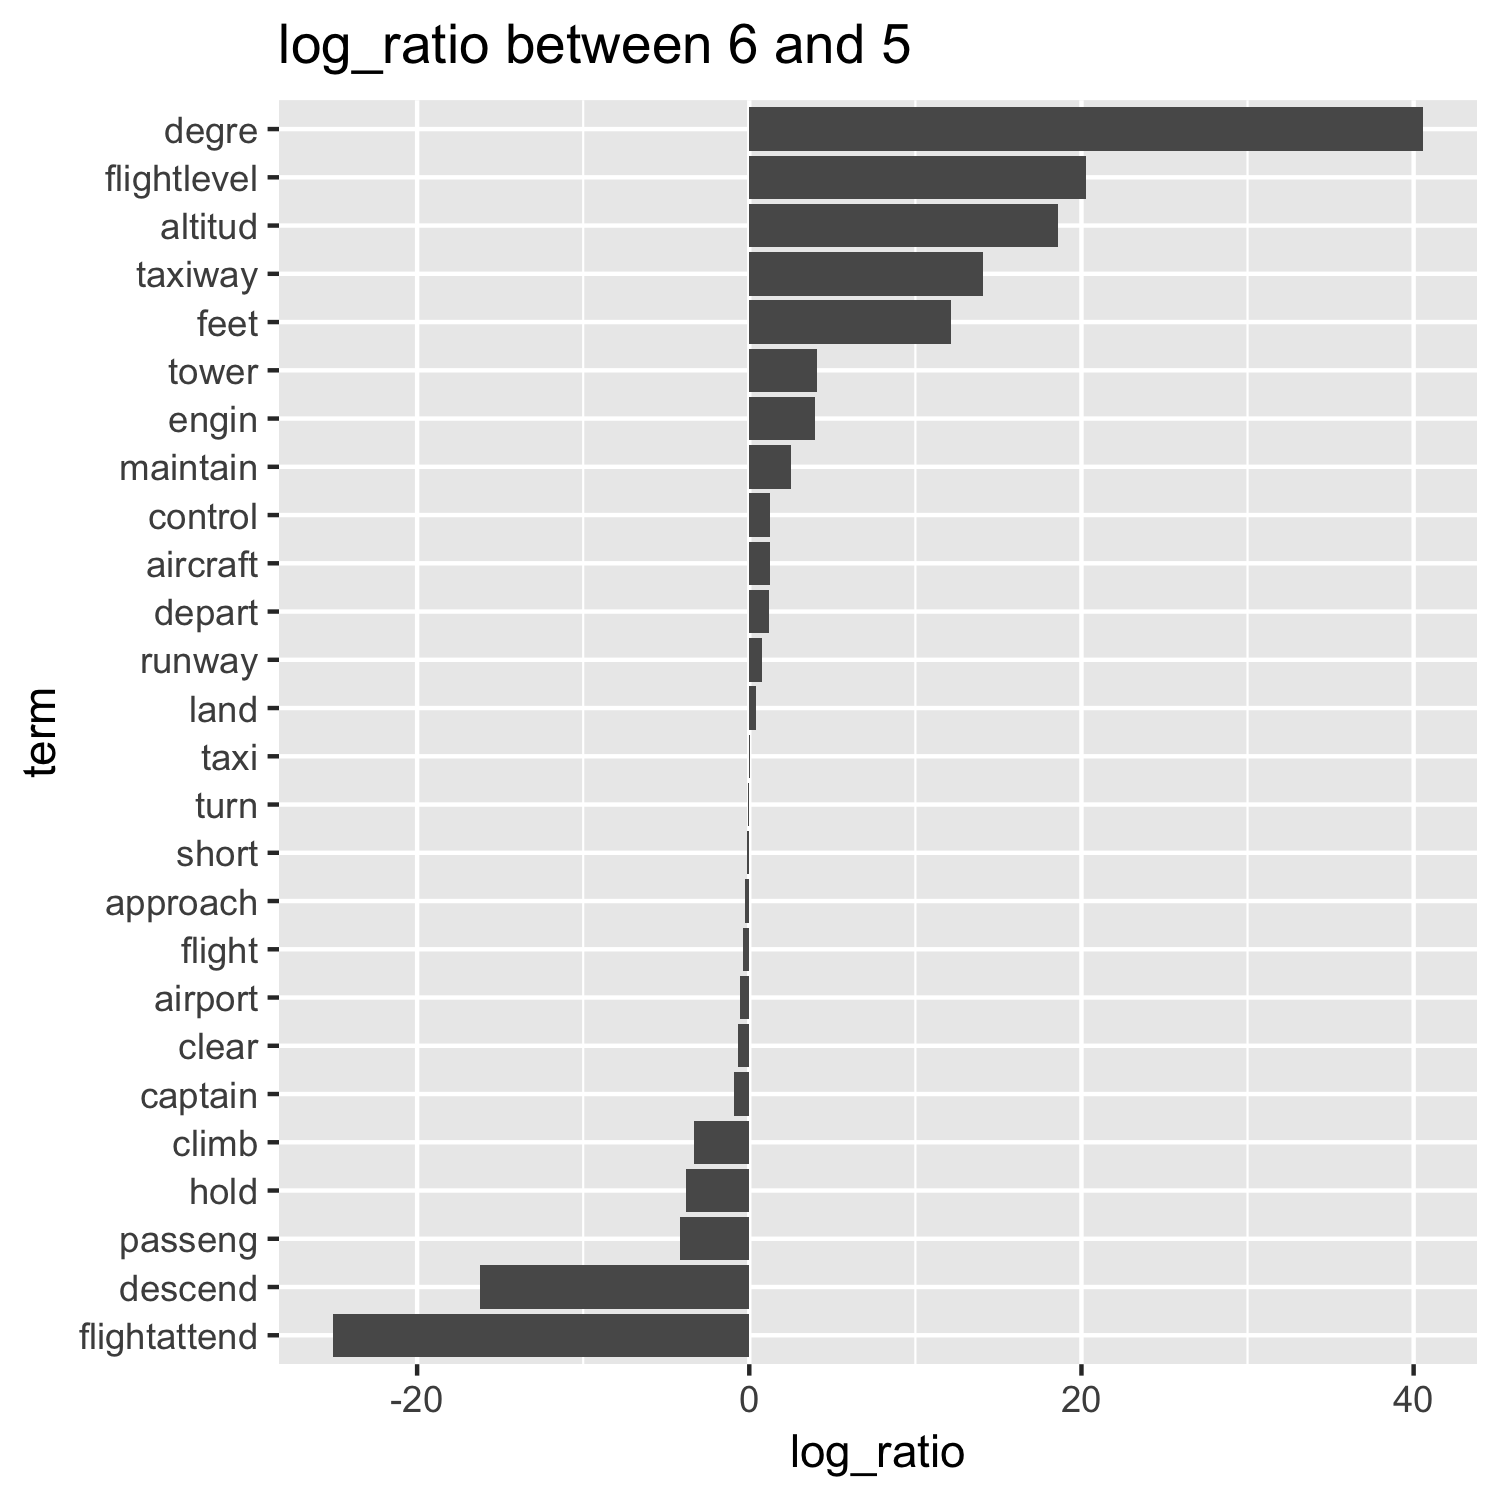 log_ratio between 6 and 5
degre
flightlevel
altitud
taxiway
feet
tower
engin
maintain
control
aircraft
depart
runway
land
taxi
turn
short
approach
flight
airport
clear
captain
climb
hold
passeng
descend
flightattend
term
-20 0 20 40
log_ratio